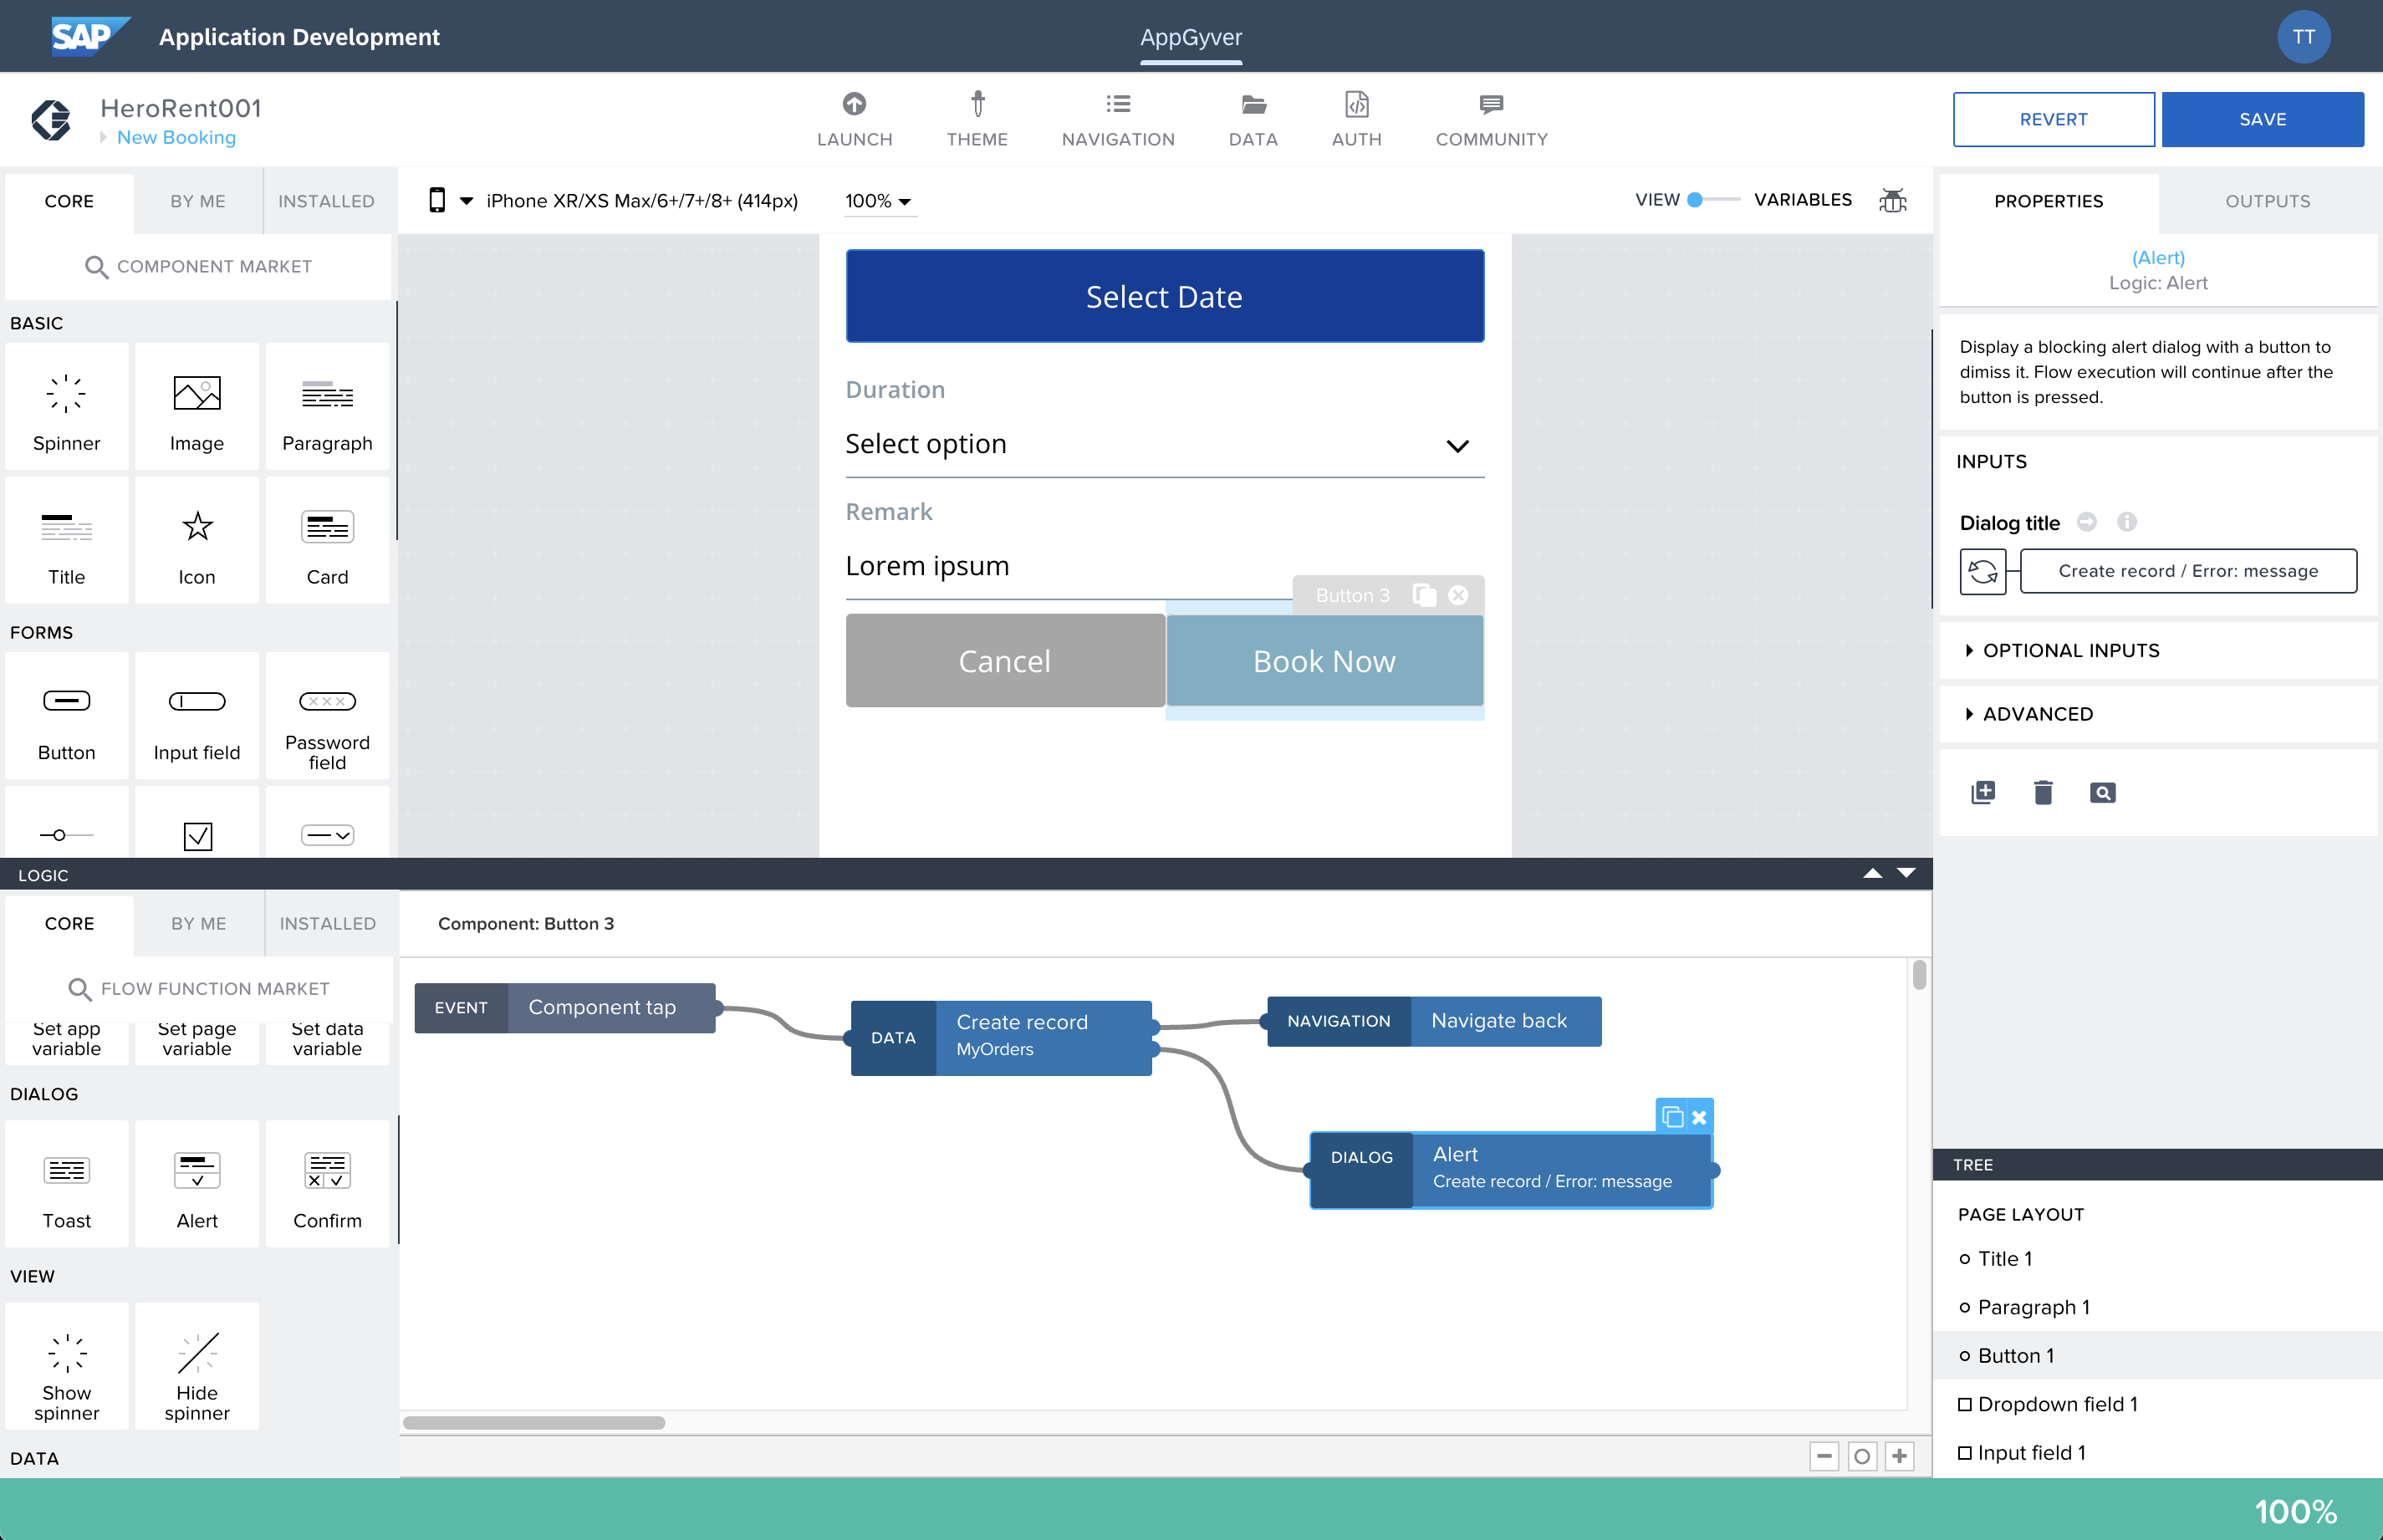 SAP Application Development
AppGyver
TT
HeroRent001
New Booking
LAUNCH
THEME
NAVIGATION
DATA
AUTH
COMMUNITY
REVERT
SAVE
CORE
BY ME
INSTALLED
COMPONENT MARKET
BASIC
Spinner
Image
Paragraph
Title
Icon
Card
FORMS
Button
Input field
Password
field
iPhone XR/XS Max/6+/7+/8+ (414px)
100%
VIEW
VARIABLES
Select Date
Duration
Select option
Remark
Lorem ipsum
Button 3
Cancel
Book Now
PROPERTIES
OUTPUTS
(Alert)
Logic: Alert
Display a blocking alert dialog with a button to
dimiss it. Flow execution will continue after the
button is pressed.
INPUTS
Dialog title
Create record / Error: message
OPTIONAL INPUTS
ADVANCED
LOGIC
CORE
BY ME
INSTALLED
FLOW FUNCTION MARKET
Set app
variable
Set page
variable
Set data
variable
DIALOG
Toast
Alert
Confirm
VIEW
Show
spinner
Hide
spinner
DATA
Component: Button 3
EVENT
Component tap
DATA
Create record
MyOrders
NAVIGATION
Navigate back
DIALOG
Alert
Create record / Error: message
TREE
PAGE LAYOUT
Title 1
Paragraph 1
Button 1
Dropdown field 1
Input field 1
100%